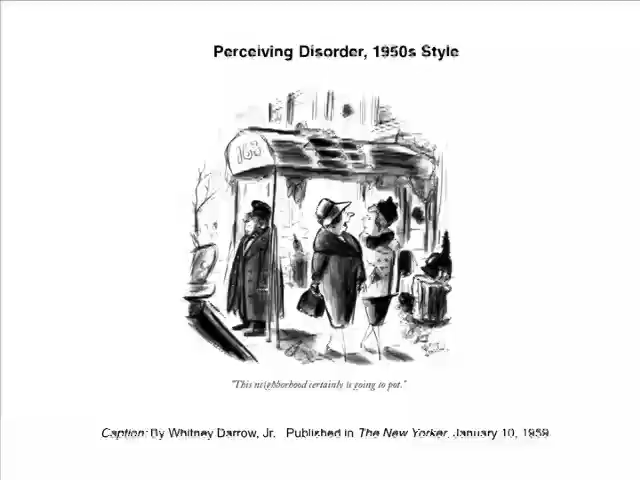 Perceiving Disorder, 1950s Style
163
"This neighborhood certainly is going to pot."
Caption: By Whitney Darrow, Jr. Published in The New Yorker, January 10, 1959